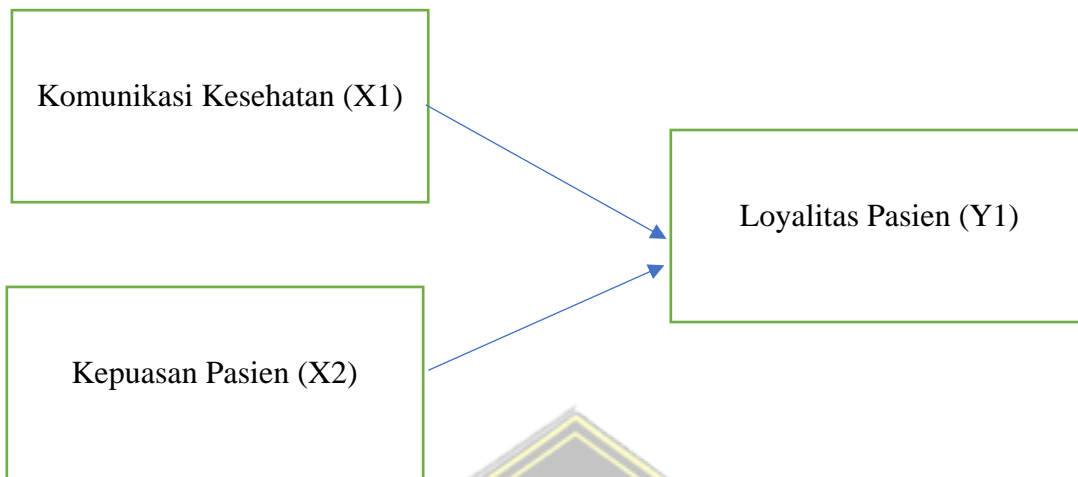 Komunikasi Kesehatan (X1)
Loyalitas Pasien (Y1)
Kepuasan Pasien (X2)